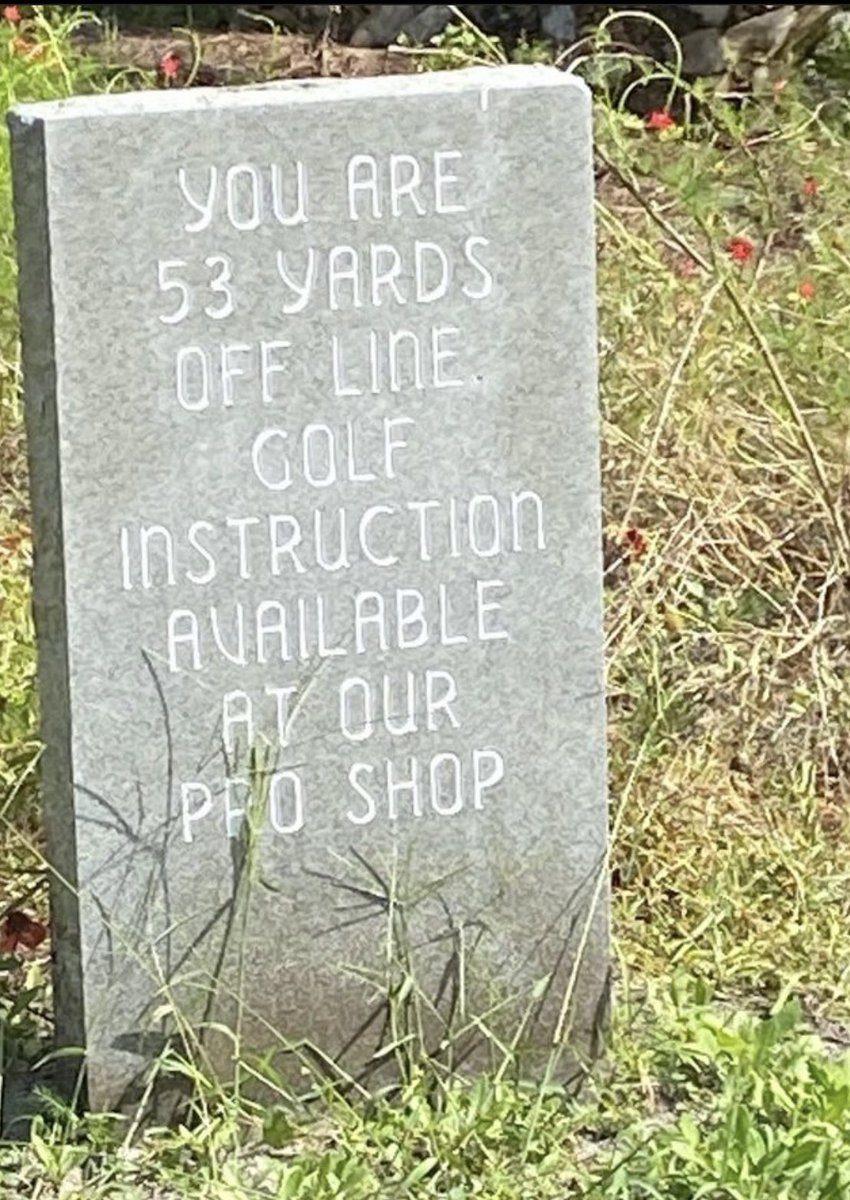 YOU ARE
53 YARDS
OFF LINE.
GOLF
INSTRUCTION
AVAILABLE
AT OUR
PRO SHOP